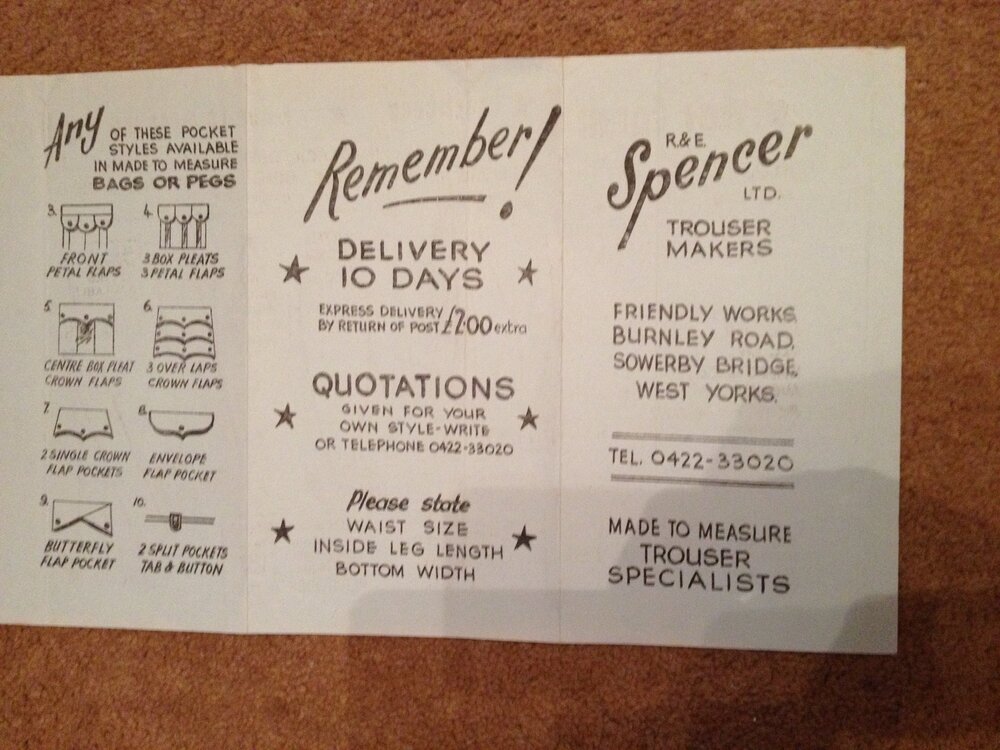 Any OF THESE POCKET
STYLES AVAILABLE
IN MADE TO MEASURE
BAGS OR PEGS
3.
FRONT
PETAL FLAPS
4.
3 BOX PLEATS
3 PETAL FLAPS
5.
CENTRE BOX PLEAT
CROWN FLAPS
6.
3 OVER LAPS
CROWN FLAPS
7.
2 SINGLE CROWN
FLAP POCKETS
8.
ENVELOPE
FLAP POCKET
9.
BUTTERFLY
FLAP POCKET
10.
2 SPLIT POCKETS
TAB & BUTTON
Remember!
DELIVERY
10 DAYS
EXPRESS DELIVERY
BY RETURN OF POST £2.00 extra
QUOTATIONS
GIVEN FOR YOUR
OWN STYLE-WRITE
OR TELEPHONE 0422-33020
Please state
WAIST SIZE
INSIDE LEG LENGTH
BOTTOM WIDTH
R.& E.
Spencer
LTD.
TROUSER
MAKERS
FRIENDLY WORKS
BURNLEY ROAD,
SOWERBY BRIDGE,
WEST YORKS.
TEL. 0422-33020
MADE TO MEASURE
TROUSER
SPECIALISTS